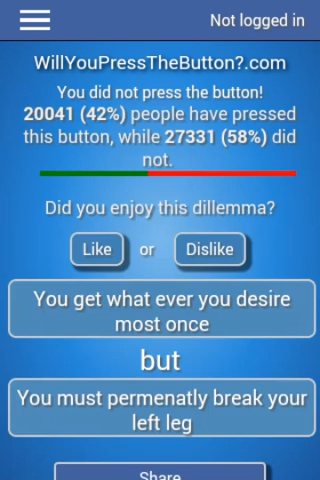 Not logged in
WillYouPressTheButton?.com
You did not press the button!
20041 (42%) people have pressed
this button, while 27331 (58%) did
not.
Did you enjoy this dillemma?
Like or Dislike
You get what ever you desire
most once
but
You must permenatly break your
left leg
Share